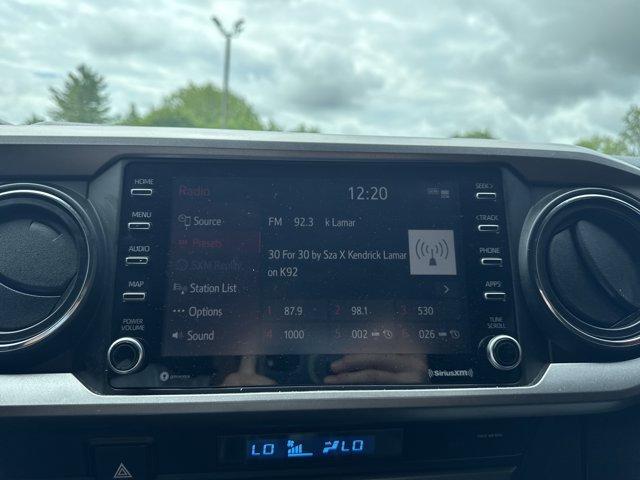 HOME
MENU
AUDIO
MAP
POWER
VOLUME
Radio
12:20
Source
Presets
SXM Replay
Station List
Options
Sound
FM 92.3 k Lamar
30 For 30 by Sza X Kendrick Lamar
on K92
1 87.9 2 98.1 3 530
4 1000 5 002 6 026
SEEK>
<TRACK
PHONE
APPS
TUNE
SCROLL
SiriusXM
LO LO